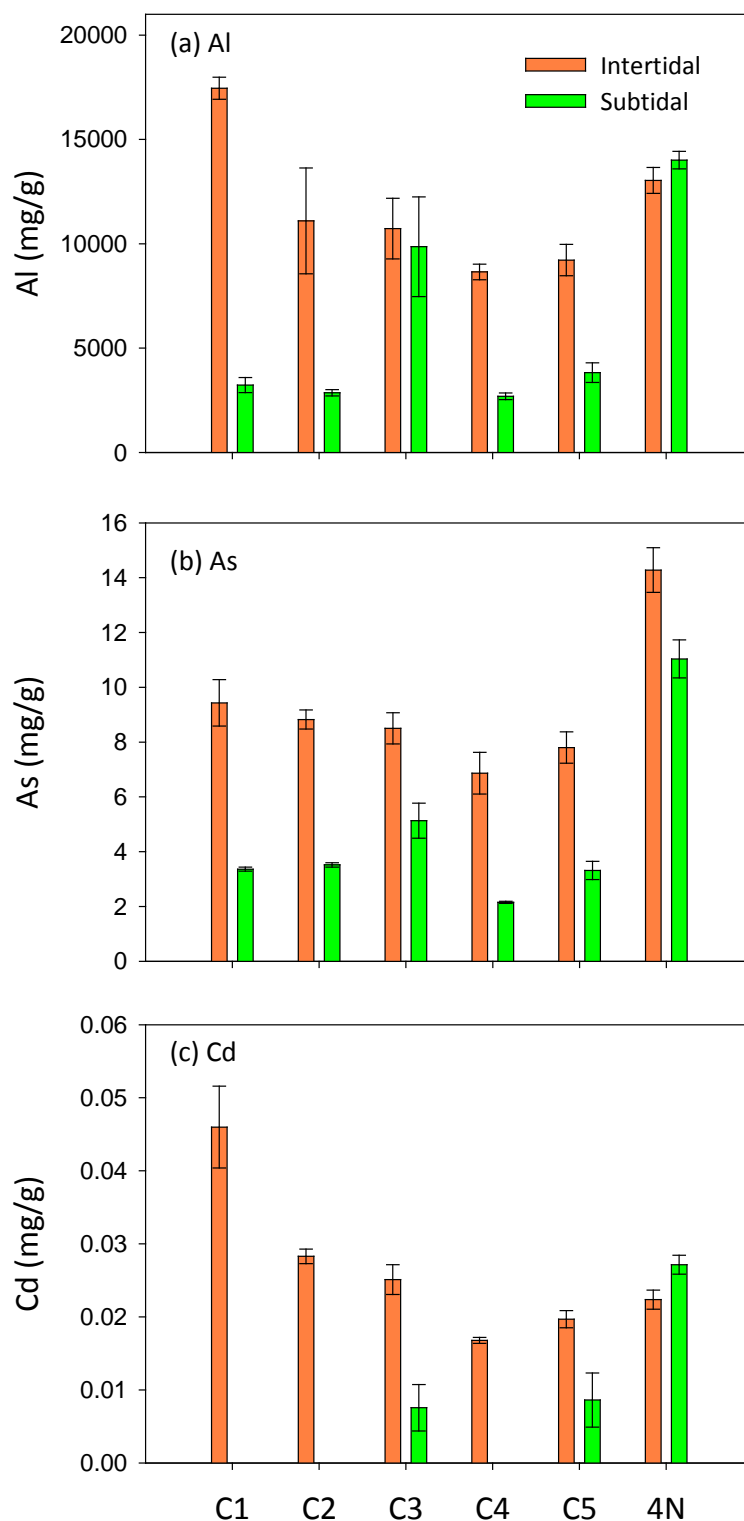 (a) Al
Intertidal
Subtidal
Al (mg/g)
20000
15000
10000
5000
0
(b) As
As (mg/g)
16
14
12
10
8
6
4
2
0
(c) Cd
Cd (mg/g)
0.06
0.05
0.04
0.03
0.02
0.01
0.00
C1 C2 C3 C4 C5 4N